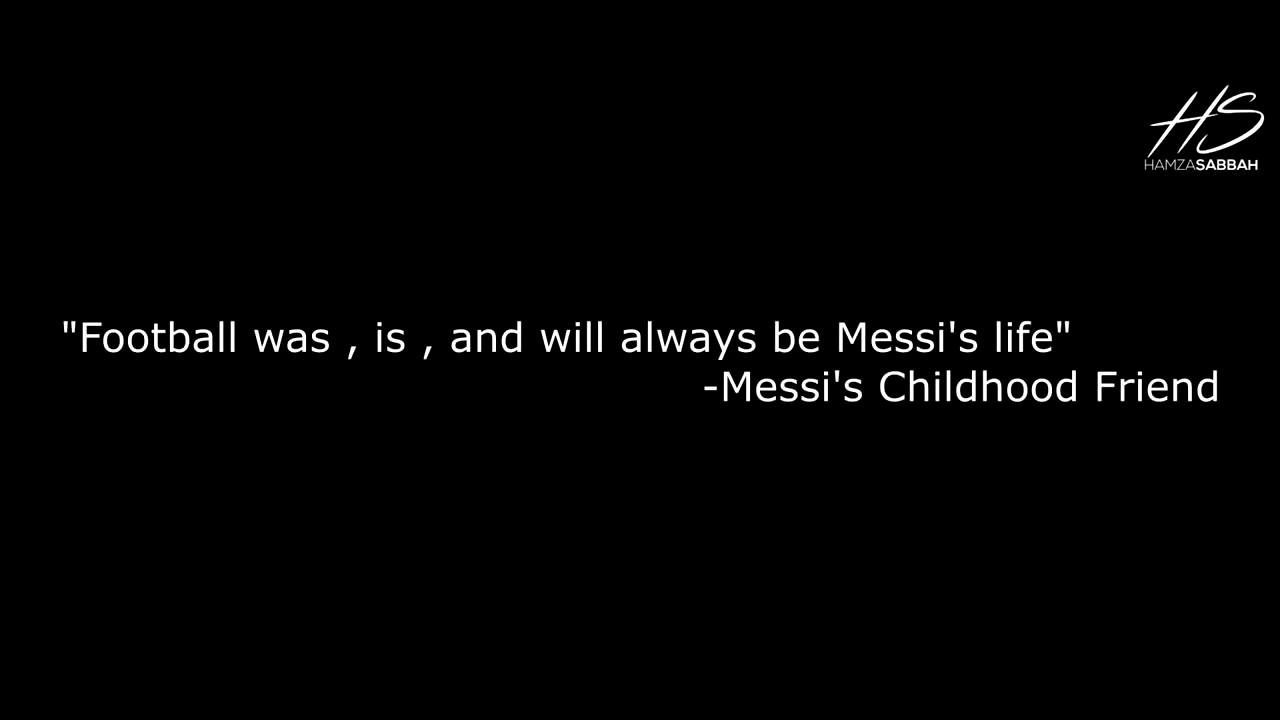 HS
HAMZASABBAH
"Football was , is , and will always be Messi's life"
-Messi's Childhood Friend